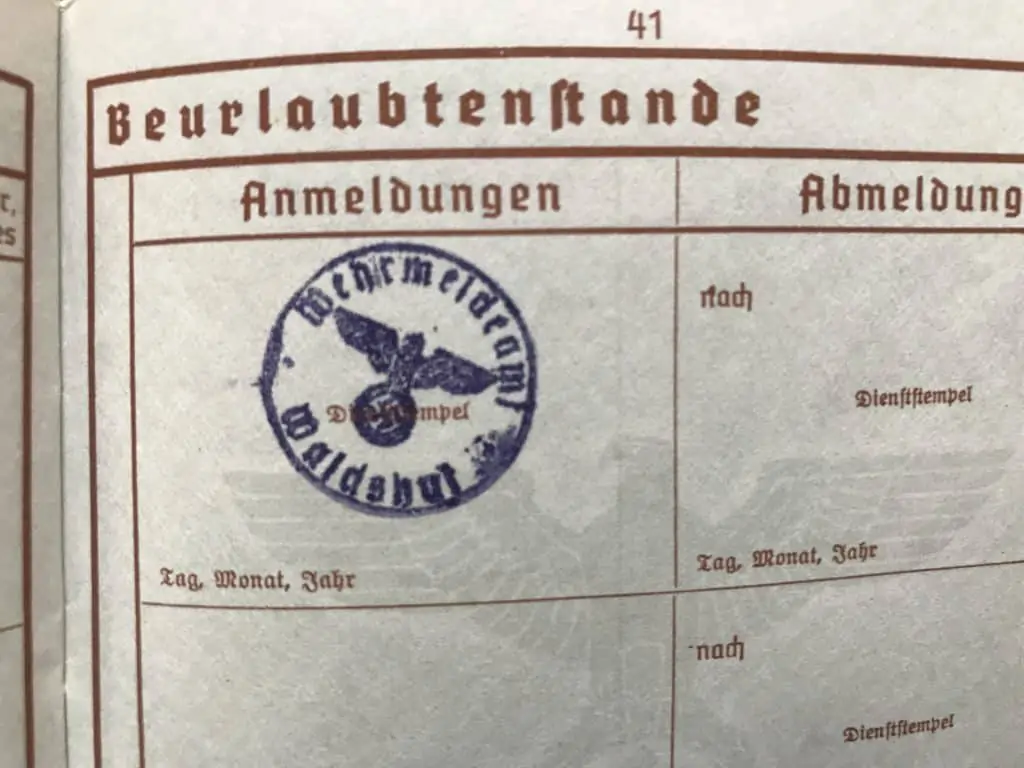 41
Beurlaubtenſtande
Anmeldungen
Abmeldung
Wehrmeldeamt
Waldshut
Dienststempel
nach
Dienſtſtempel
Tag, Monat, Jahr
Tag, Monat, Jahr
nach
Dienſtſtempel